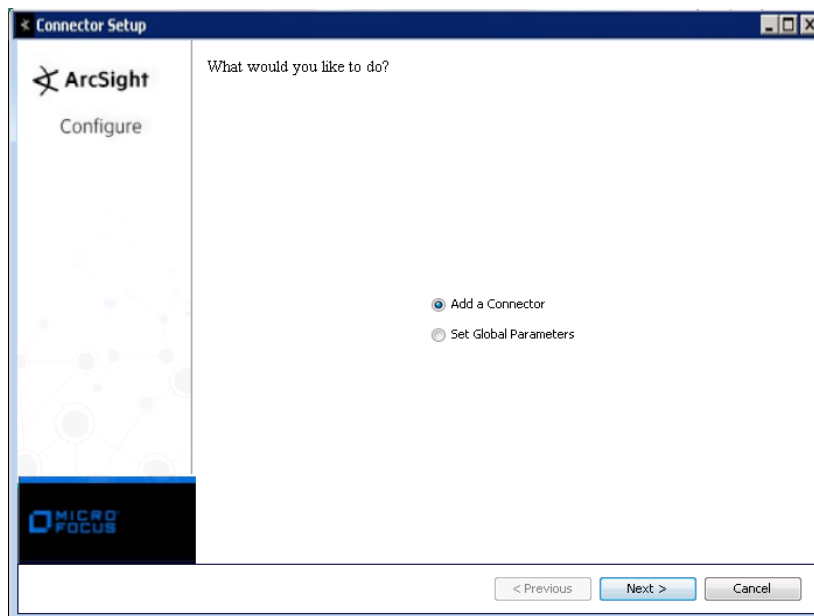 Connector Setup
ArcSight
Configure
What would you like to do?
Add a Connector
Set Global Parameters
MICRO
FOCUS
< Previous
Next >
Cancel